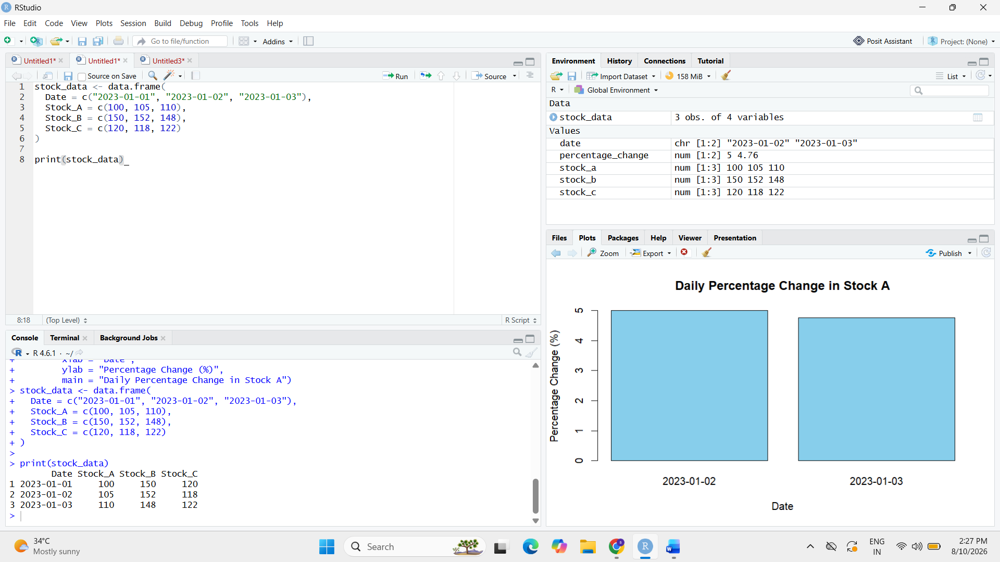 RStudio
File Edit Code View Plots Session Build Debug Profile Tools Help
Go to file/function Addins Posit Assistant Project: (None)
Untitled1* Untitled1* Untitled3*
Source on Save Run Source
1 stock_data <- data.frame(
2 Date = c("2023-01-01", "2023-01-02", "2023-01-03"),
3 Stock_A = c(100, 105, 110),
4 Stock_B = c(150, 152, 148),
5 Stock_C = c(120, 118, 122)
6 )
7
8 print(stock_data)
8:18 (Top Level) R Script
Console Terminal Background Jobs
R 4.6.1 · ~/
+ xlab = "Date",
+ ylab = "Percentage Change (%)",
+ main = "Daily Percentage Change in Stock A")
> stock_data <- data.frame(
+ Date = c("2023-01-01", "2023-01-02", "2023-01-03"),
+ Stock_A = c(100, 105, 110),
+ Stock_B = c(150, 152, 148),
+ Stock_C = c(120, 118, 122)
+ )
>
> print(stock_data)
Date Stock_A Stock_B Stock_C
1 2023-01-01 100 150 120
2 2023-01-02 105 152 118
3 2023-01-03 110 148 122
>
Environment History Connections Tutorial
Import Dataset 158 MiB List
R Global Environment
Data
stock_data 3 obs. of 4 variables
Values
date chr [1:2] "2023-01-02" "2023-01-03"
percentage_change num [1:2] 5 4.76
stock_a num [1:3] 100 105 110
stock_b num [1:3] 150 152 148
stock_c num [1:3] 120 118 122
Files Plots Packages Help Viewer Presentation
Zoom Export Publish
Daily Percentage Change in Stock A
Percentage Change (%)
5
4
3
2
1
0
2023-01-02 2023-01-03
Date
34°C
Mostly sunny
Search
ENG
IN
2:27 PM
8/10/2026